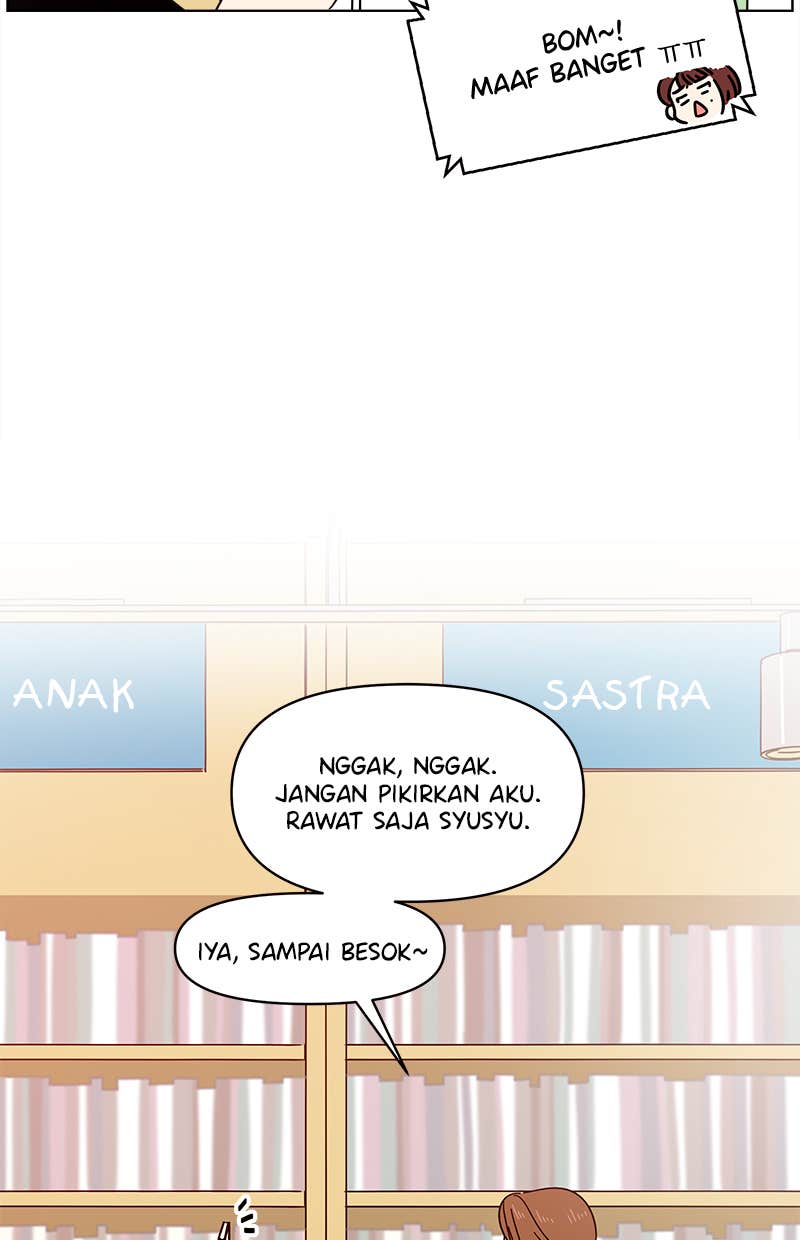 BOM~!
MAAF BANGET ㅠㅠ
ANAK
SASTRA
NGGAK, NGGAK.
JANGAN PIKIRKAN AKU.
RAWAT SAJA SYUSYU.
IYA, SAMPAI BESOK~